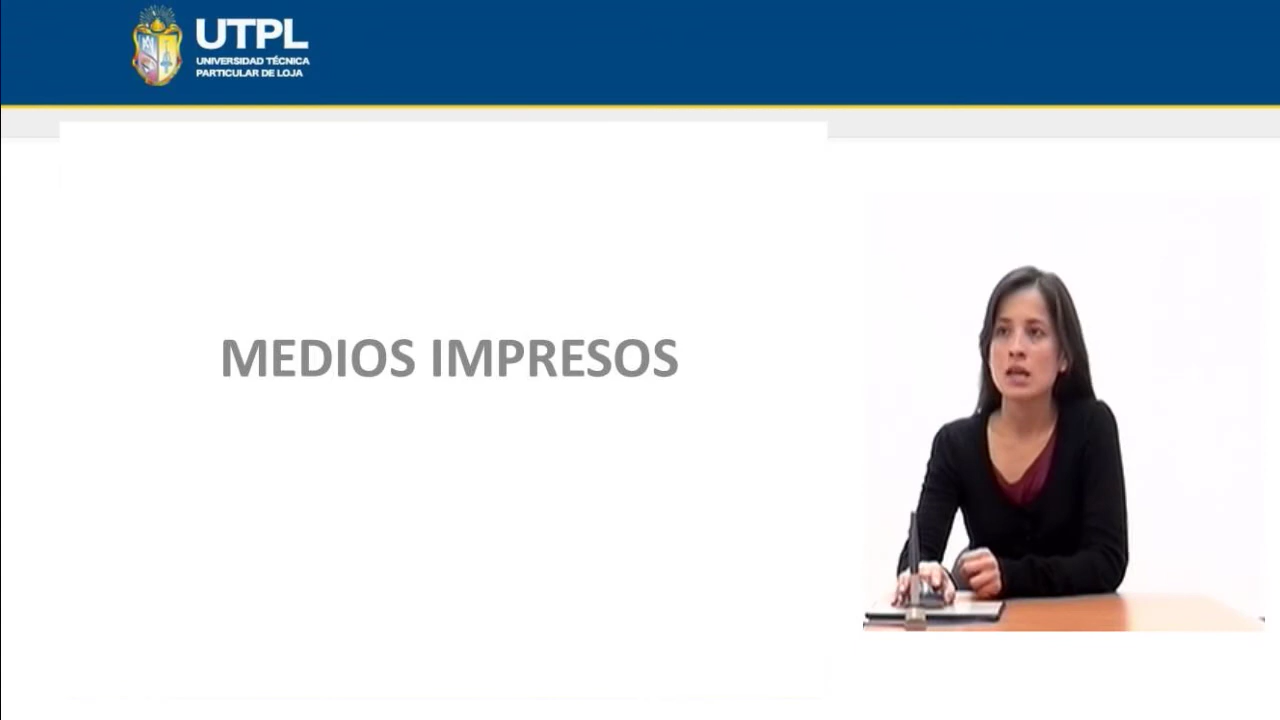 UTPL
UNIVERSIDAD TÉCNICA
PARTICULAR DE LOJA
MEDIOS IMPRESOS